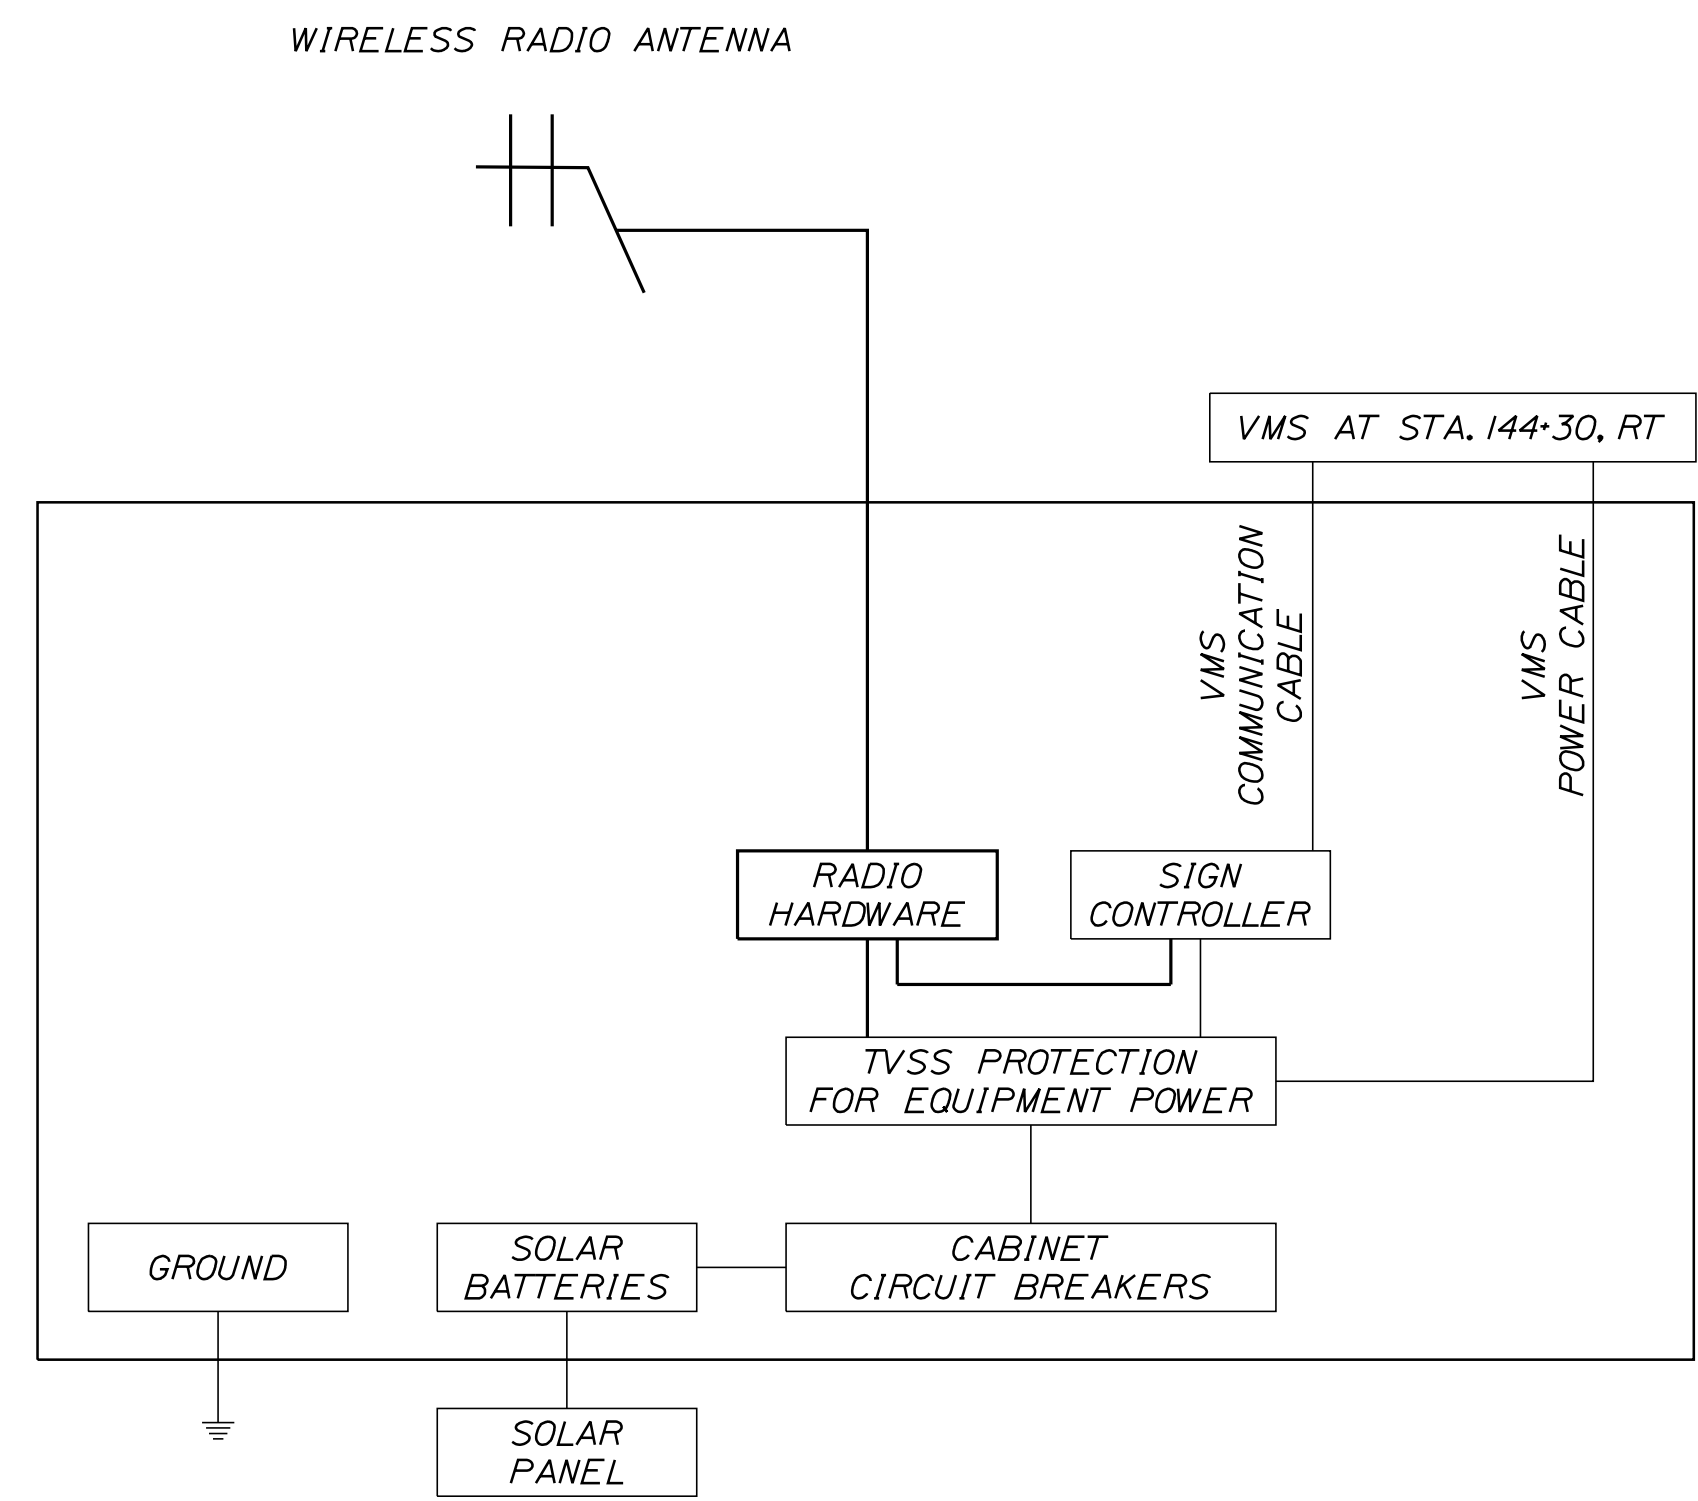 WIRELESS RADIO ANTENNA
VMS AT STA. 144+30, RT
VMS
COMMUNICATION
CABLE
VMS
POWER CABLE
RADIO
HARDWARE
SIGN
CONTROLLER
TVSS PROTECTION
FOR EQUIPMENT POWER
GROUND
SOLAR
BATTERIES
CABINET
CIRCUIT BREAKERS
SOLAR
PANEL